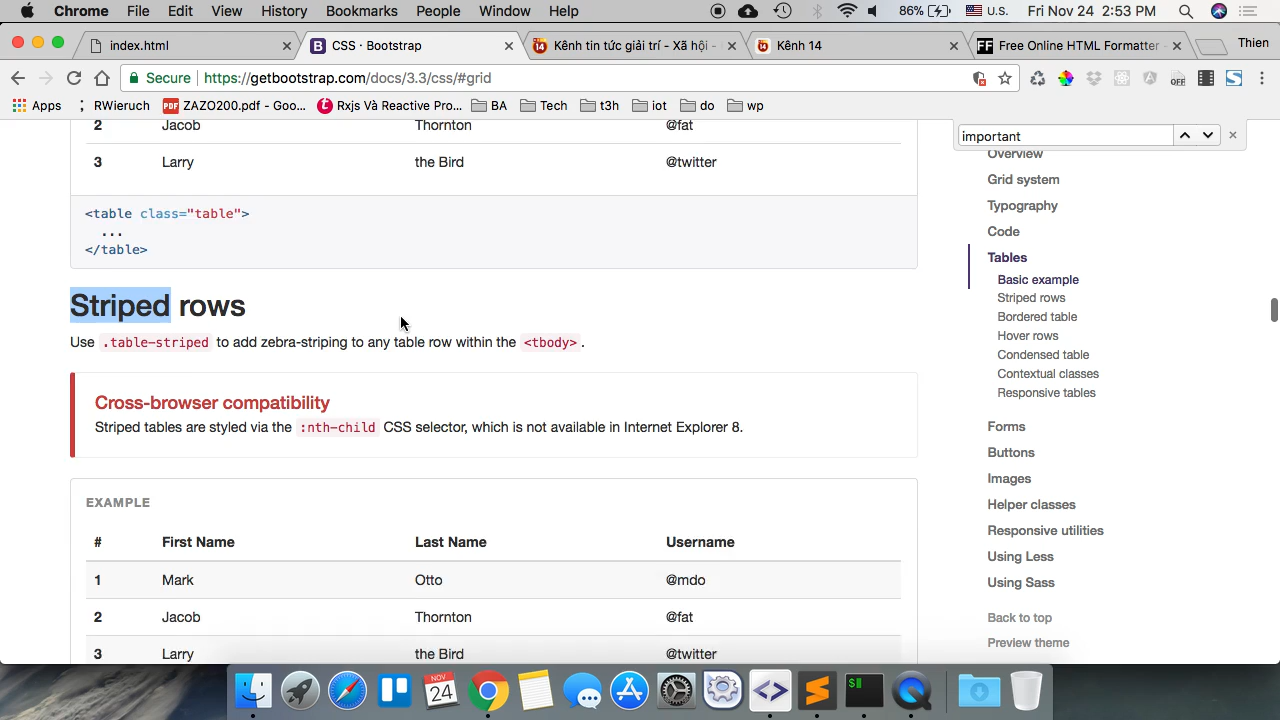 Chrome File Edit View History Bookmarks People Window Help 86% U.S. Fri Nov 24 2:53 PM
index.html
CSS · Bootstrap
Kênh tin tức giải trí - Xã hội -
Kênh 14
Free Online HTML Formatter -
Thien
Secure https://getbootstrap.com/docs/3.3/css/#grid
OFF
Apps RWieruch ZAZO200.pdf - Goo... Rxjs Và Reactive Pro... BA Tech t3h iot do wp
important
2 Jacob Thornton @fat
3 Larry the Bird @twitter
<table class="table">
...
</table>
Striped rows
Use .table-striped to add zebra-striping to any table row within the <tbody>.
Cross-browser compatibility
Striped tables are styled via the :nth-child CSS selector, which is not available in Internet Explorer 8.
EXAMPLE
# First Name Last Name Username
1 Mark Otto @mdo
2 Jacob Thornton @fat
3 Larry the Bird @twitter
Overview
Grid system
Typography
Code
Tables
Basic example
Striped rows
Bordered table
Hover rows
Condensed table
Contextual classes
Responsive tables
Forms
Buttons
Images
Helper classes
Responsive utilities
Using Less
Using Sass
Back to top
Preview theme
NOV
24